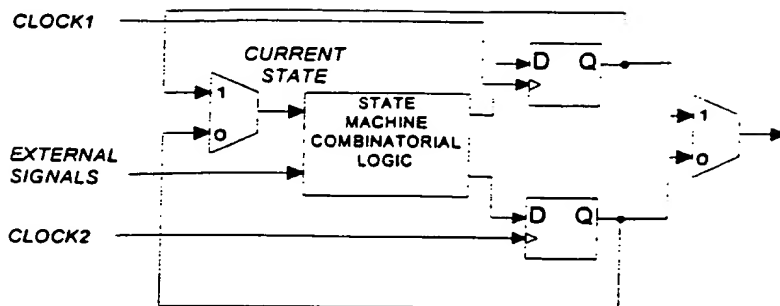 CLOCK1
CURRENT
STATE
D Q
1
0
STATE
MACHINE
COMBINATORIAL
LOGIC
1
0
EXTERNAL
SIGNALS
D Q
CLOCK2